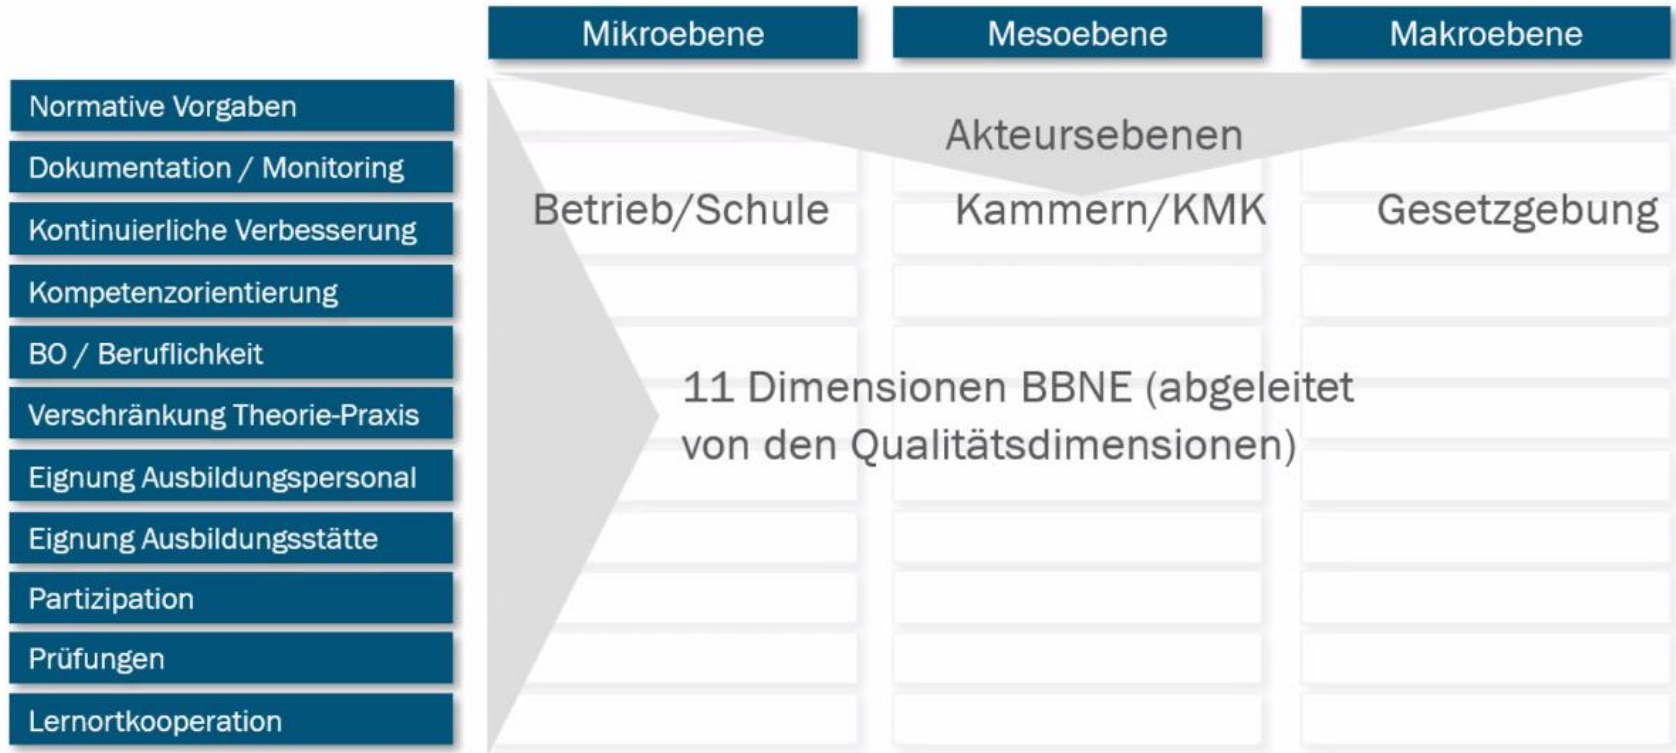 Mikroebene Mesoebene Makroebene
Normative Vorgaben
Akteursebenen
Dokumentation / Monitoring
Kontinuierliche Verbesserung
Betrieb/Schule Kammern/KMK Gesetzgebung
Kompetenzorientierung
BO / Beruflichkeit
11 Dimensionen BBNE (abgeleitet
von den Qualitätsdimensionen)
Verschränkung Theorie-Praxis
Eignung Ausbildungspersonal
Eignung Ausbildungsstätte
Partizipation
Prüfungen
Lernortkooperation